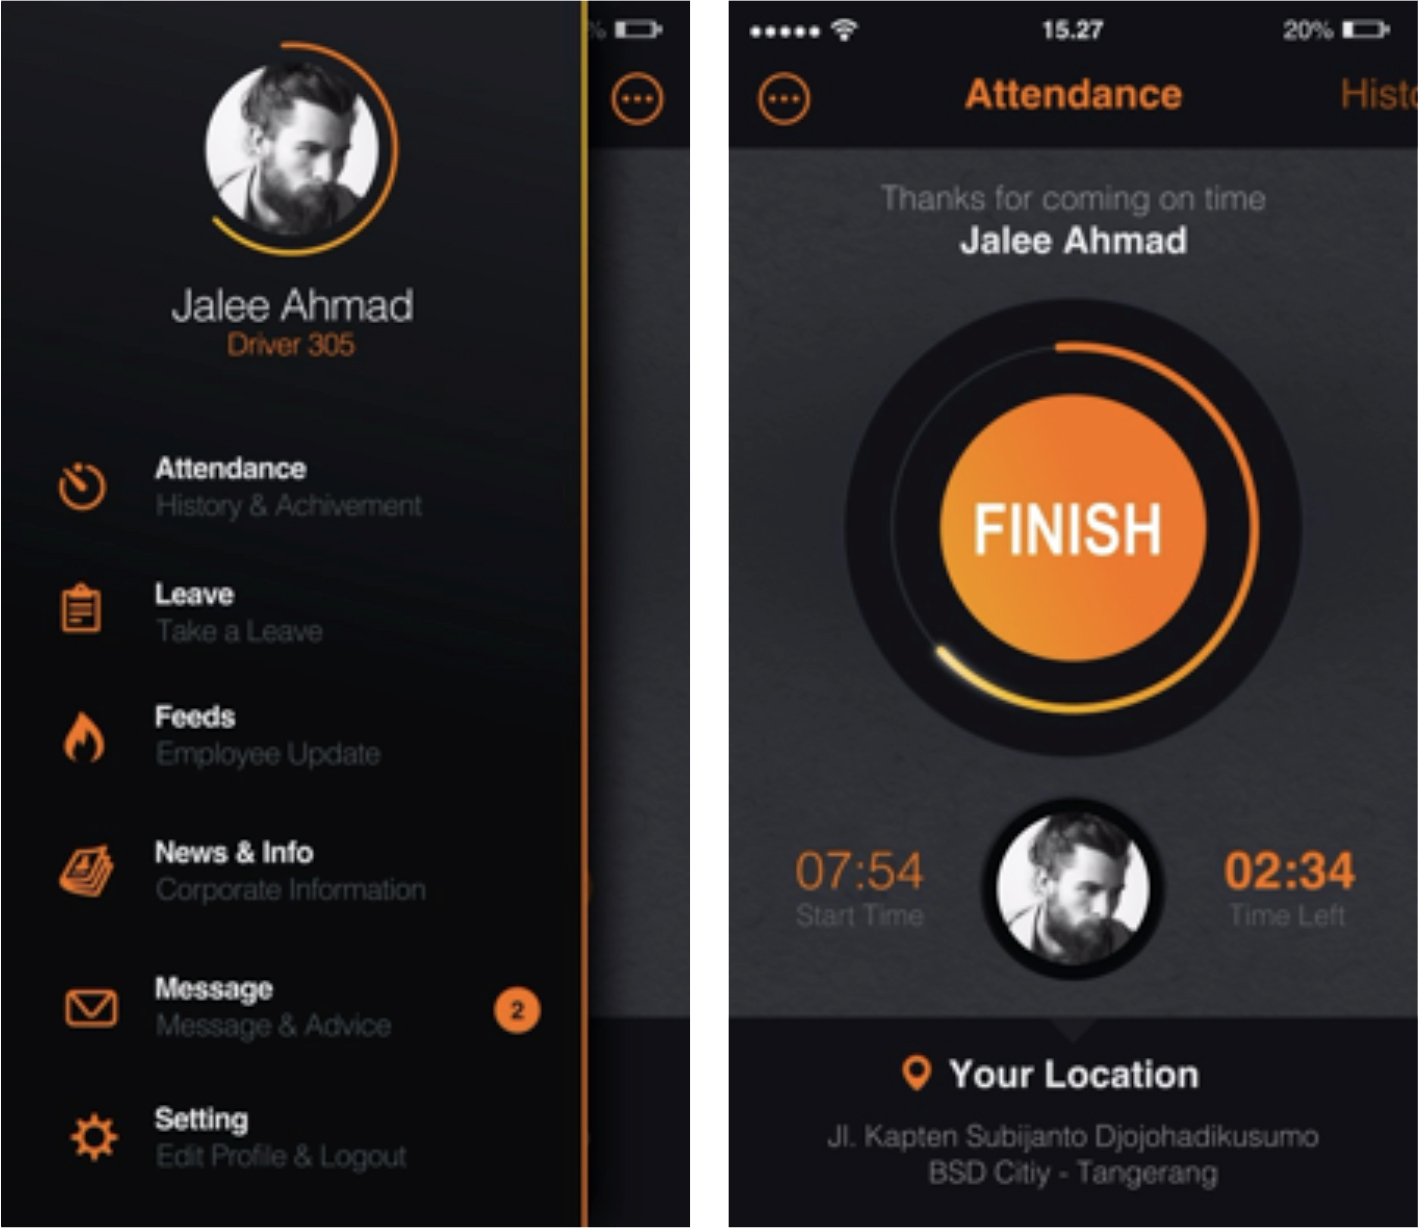 %
Jalee Ahmad
Driver 305
Attendance
History & Achivement
Leave
Take a Leave
Feeds
Employee Update
News & Info
Corporate Information
Message
Message & Advice
2
Setting
Edit Profile & Logout
15.27
20%
Attendance
Histo
Thanks for coming on time
Jalee Ahmad
FINISH
07:54
Start Time
02:34
Time Left
Your Location
Jl. Kapten Subijanto Djojohadikusumo
BSD Citiy - Tangerang